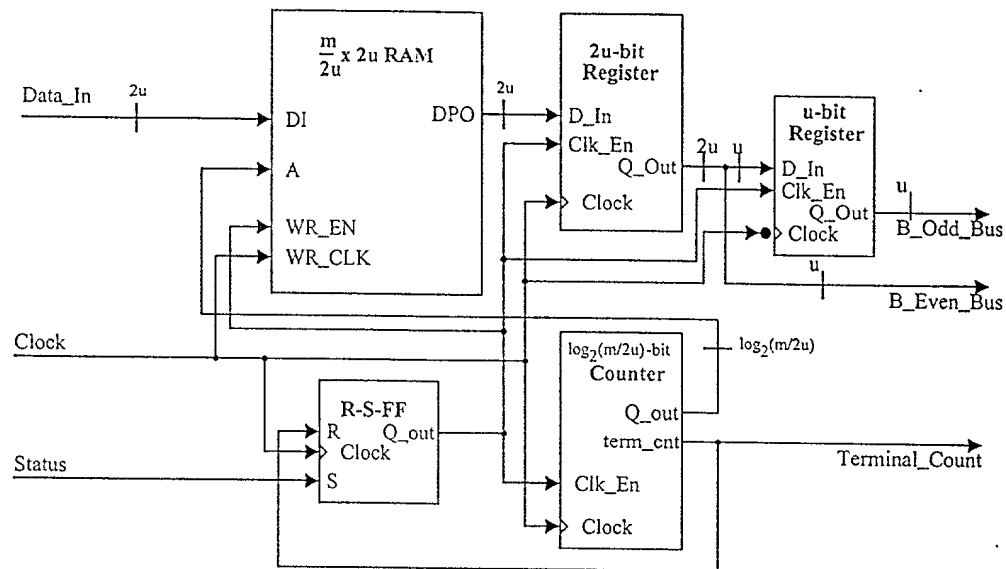 m
2u x 2u RAM
Data_In
2u
DI
A
WR_EN
WR_CLK
DPO
2u
2u-bit
Register
D_In
Clk_En
Q_Out
Clock
2u
u
u-bit
Register
D_In
Clk_En
Q_Out
Clock
u
B_Odd_Bus
u
B_Even_Bus
Clock
log₂(m/2u)-bit
Counter
log₂(m/2u)
Q_out
term_cnt
Clk_En
Clock
Terminal_Count
R-S-FF
R
Q_out
Clock
S
Status